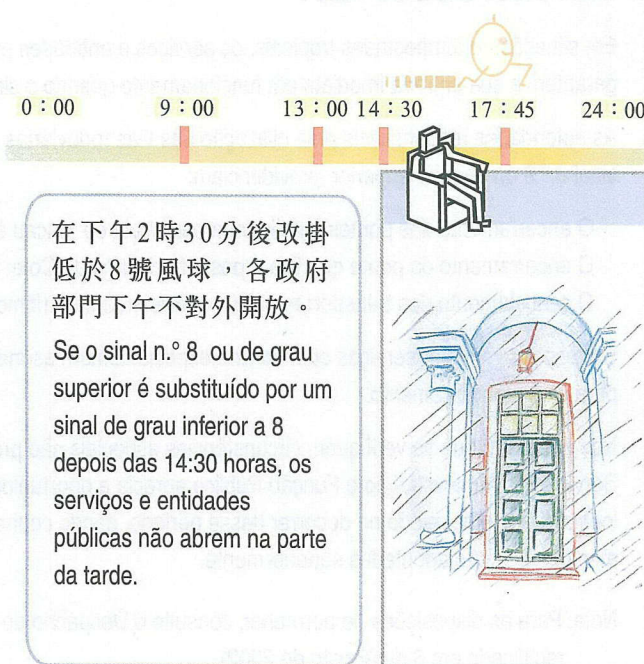 0：00 9：00 13：00 14：30 17：45 24：00
在下午2時30分後改掛
低於8號風球，各政府
部門下午不對外開放。
Se o sinal n.º 8 ou de grau
superior é substituído por um
sinal de grau inferior a 8
depois das 14:30 horas, os
serviços e entidades
públicas não abrem na parte
da tarde.